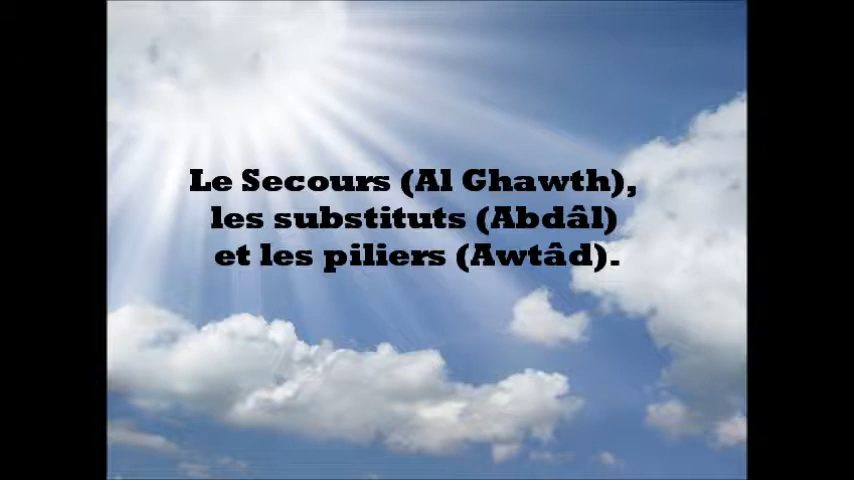 Le Secours (Al Ghawth),
les substituts (Abdâl)
et les piliers (Awtâd).